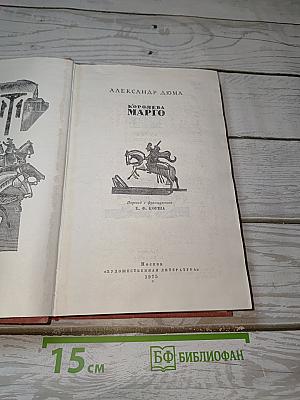 АЛЕКСАНДР ДЮМА
КОРОЛЕВА
МАРГО
Перевод с французского
Е. Ф. КОРША
Москва
«ХУДОЖЕСТВЕННАЯ ЛИТЕРАТУРА»
1975
15 см
БФ БИБЛИОФАН